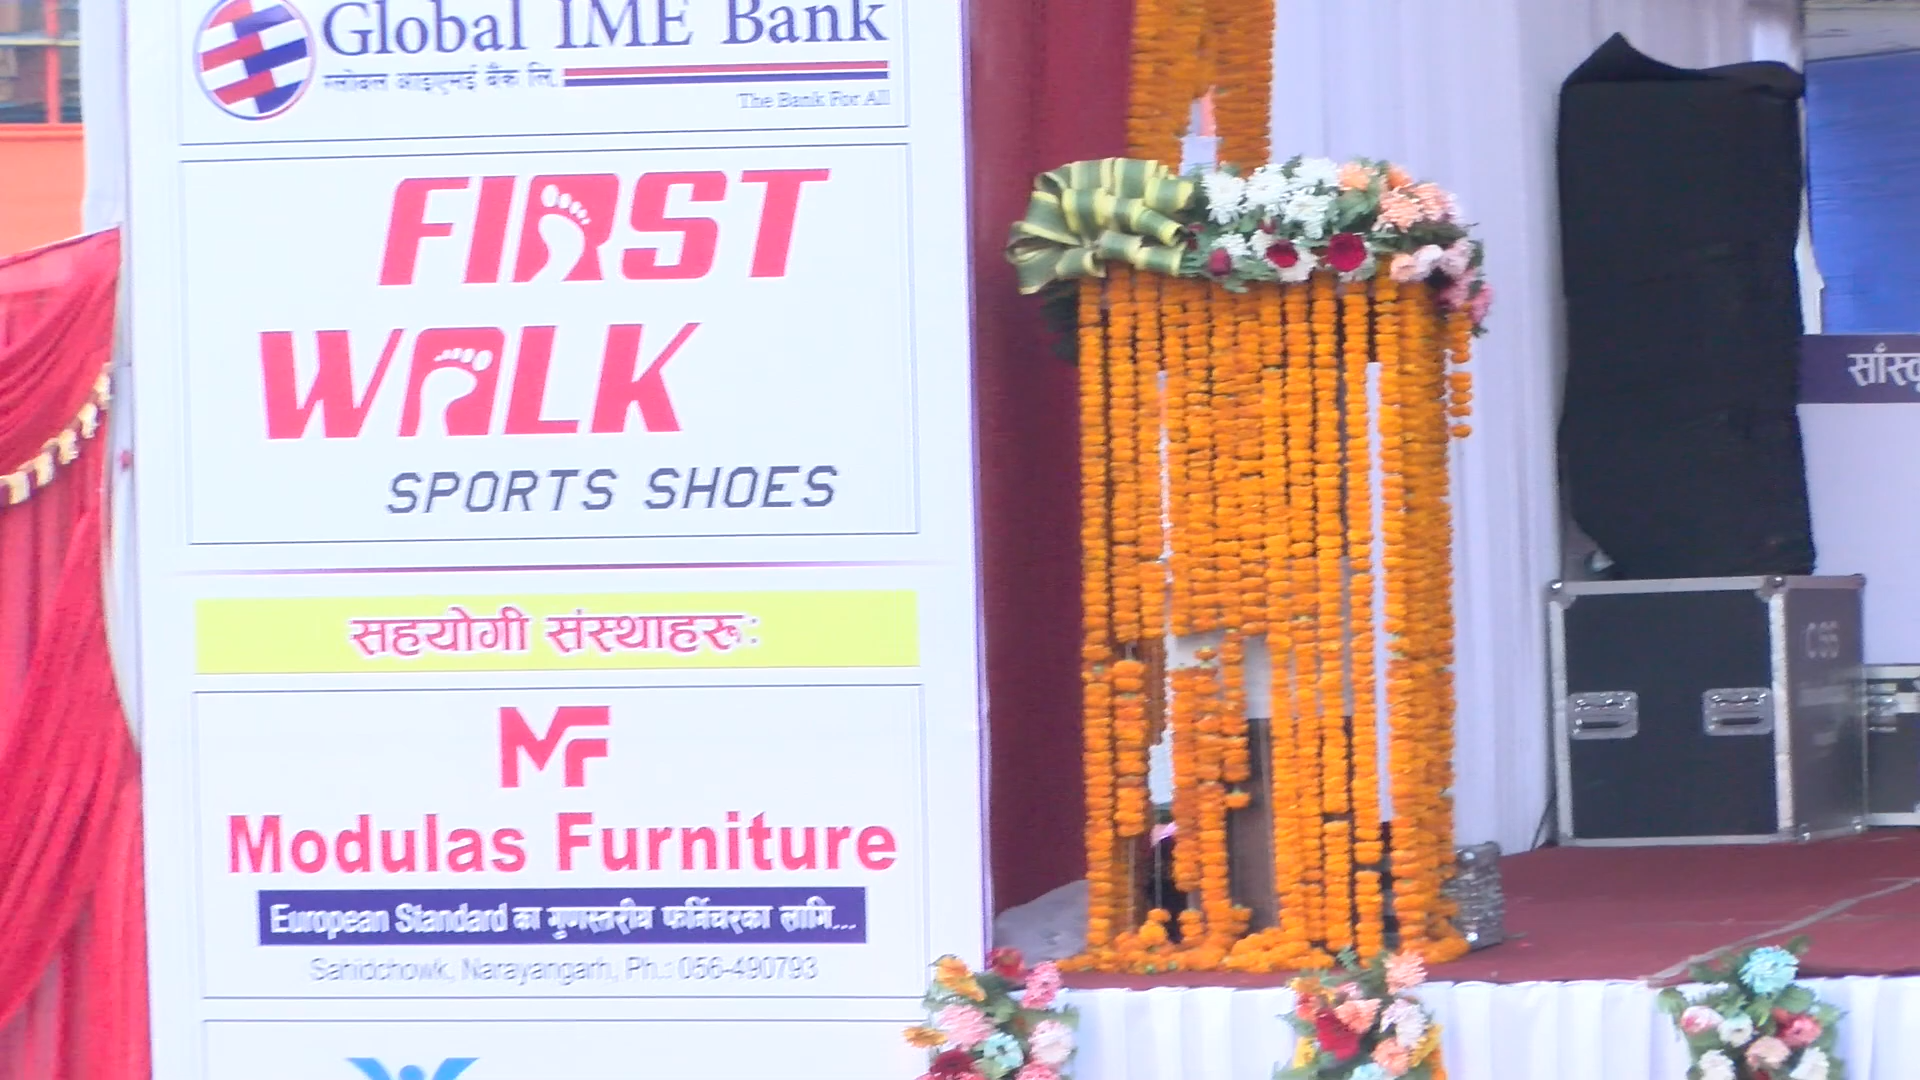 Global IME Bank
ग्लोबल आइएमई बैंक लि.
The Bank For All
FIRST
WALK
SPORTS SHOES
सहयोगी संस्थाहरू:
MF
Modulas Furniture
European Standard का गुणस्तरीय फर्निचरका लागि...
Sahidchowk, Narayangarh, Ph.: 056-490793